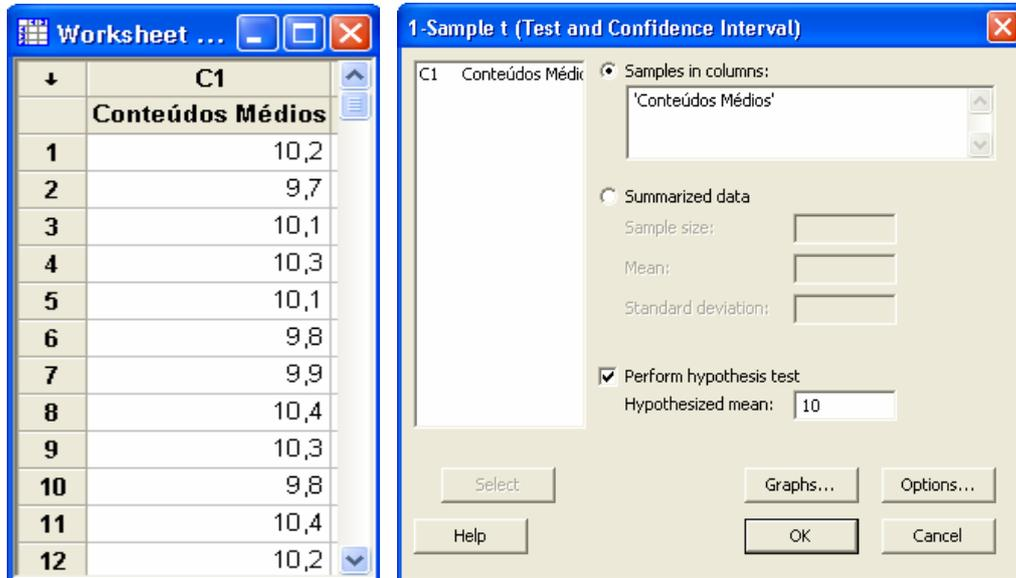 Worksheet ...
C1
Conteúdos Médios
1 10,2
2 9,7
3 10,1
4 10,3
5 10,1
6 9,8
7 9,9
8 10,4
9 10,3
10 9,8
11 10,4
12 10,2
1-Sample t (Test and Confidence Interval)
C1 Conteúdos Médic
Samples in columns:
'Conteúdos Médios'
Summarized data
Sample size:
Mean:
Standard deviation:
Perform hypothesis test
Hypothesized mean: 10
Select
Graphs...
Options...
Help
OK
Cancel